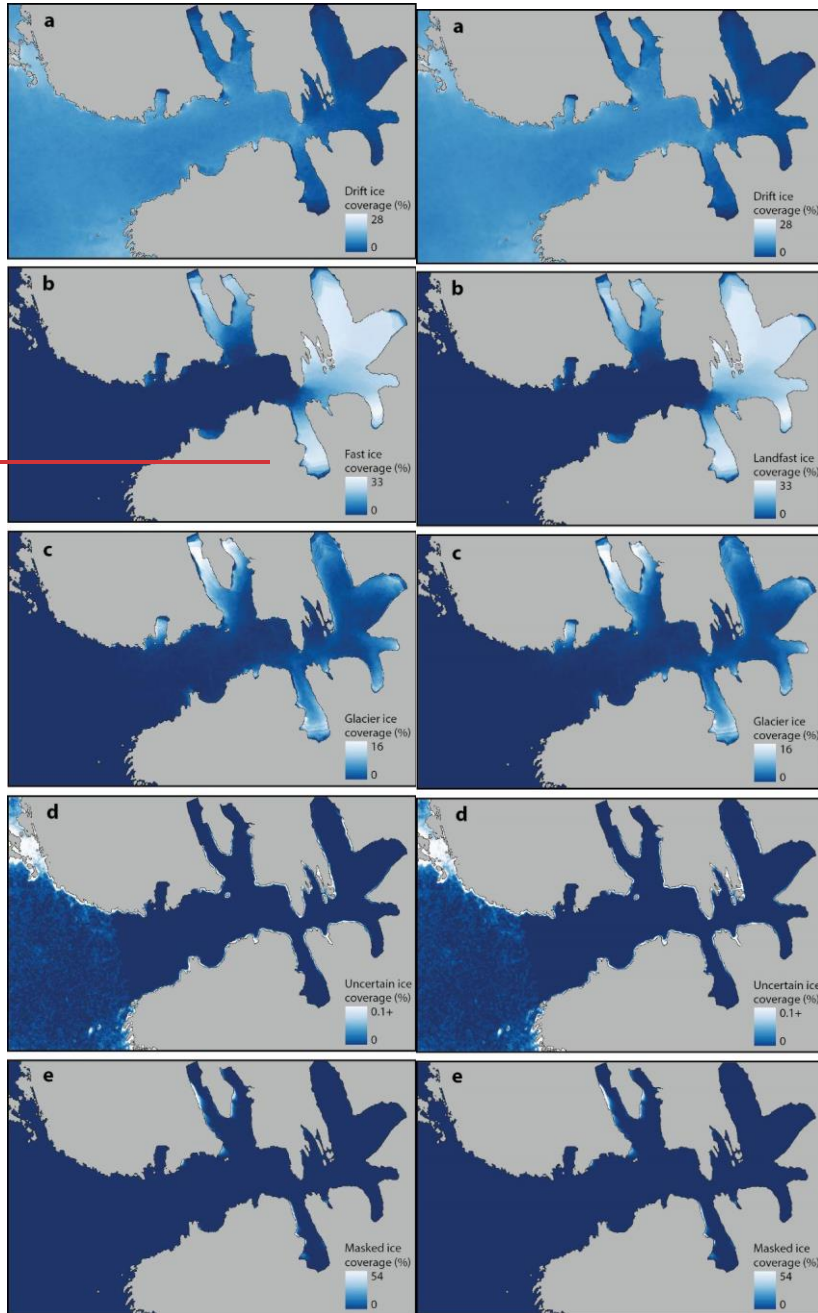 a
Drift ice
coverage (%)
28
0
b
Fast ice
coverage (%)
33
0
c
Glacier ice
coverage (%)
16
0
d
Uncertain ice
coverage (%)
0.1+
0
e
Masked ice
coverage (%)
54
0
a
Drift ice
coverage (%)
28
0
b
Landfast ice
coverage (%)
33
0
c
Glacier ice
coverage (%)
16
0
d
Uncertain ice
coverage (%)
0.1+
0
e
Masked ice
coverage (%)
54
0